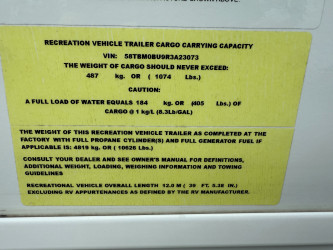 RECREATION VEHICLE TRAILER CARGO CARRYING CAPACITY
VIN: 58TBM0BU9R3A23073
THE WEIGHT OF CARGO SHOULD NEVER EXCEED:
487 kg. OR ( 1074 Lbs.)
CAUTION:
A FULL LOAD OF WATER EQUALS 184 kg. OR (405 Lbs.) OF
CARGO @ 1 kg/L (8.3Lb/GAL)
THE WEIGHT OF THIS RECREATION VEHICLE TRAILER AS COMPLETED AT THE
FACTORY WITH FULL PROPANE CYLINDER(S) AND FULL GENERATOR FUEL IF
APPLICABLE IS: 4819 kg. OR ( 10626 Lbs.)
CONSULT YOUR DEALER AND SEE OWNER'S MANUAL FOR DEFINITIONS,
ADDITIONAL WEIGHT, LOADING, WEIGHING INFORMATION AND TOWING
GUIDELINES
RECREATIONAL VEHICLE OVERALL LENGTH 12.0 M ( 39 FT. 5.38 IN.)
EXCLUDING RV APPURTENANCES AS DEFINED BY THE RV MANUFACTURER.